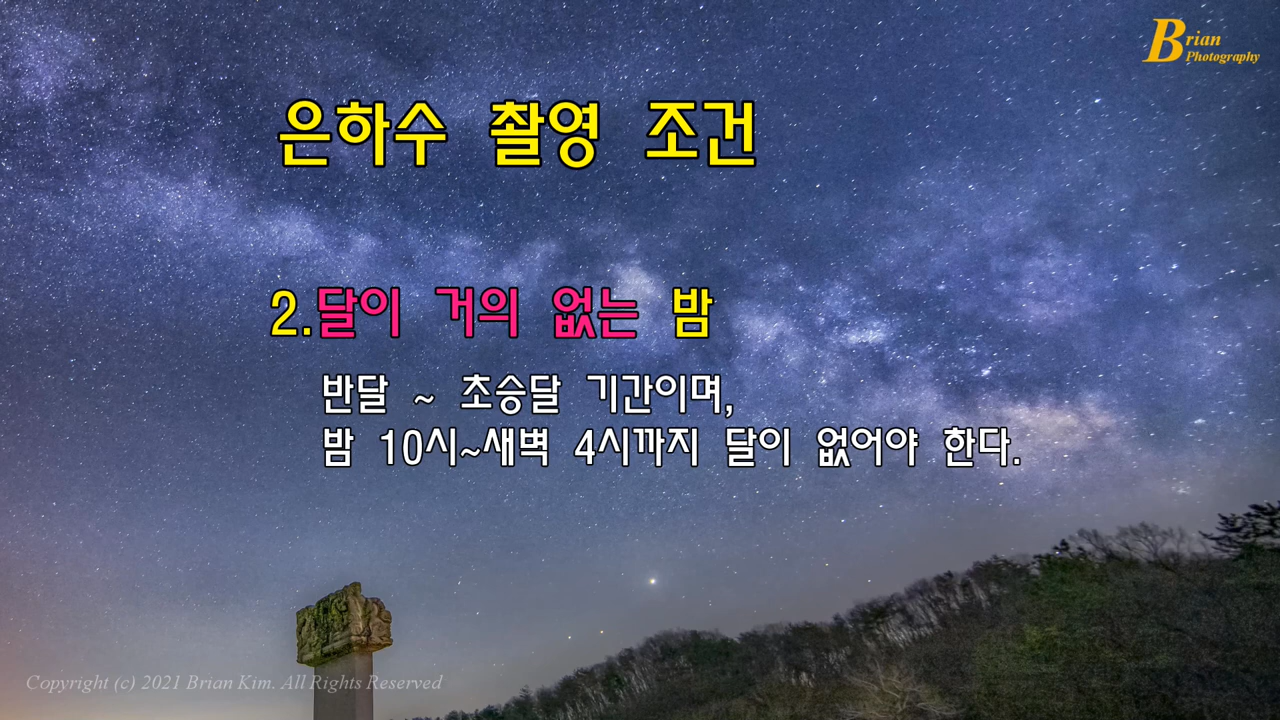 Brian
Photography
은하수 촬영 조건
2.달이 거의 없는 밤
반달 ~ 초승달 기간이며,
밤 10시~새벽 4시까지 달이 없어야 한다.
Copyright (c) 2021 Brian Kim. All Rights Reserved